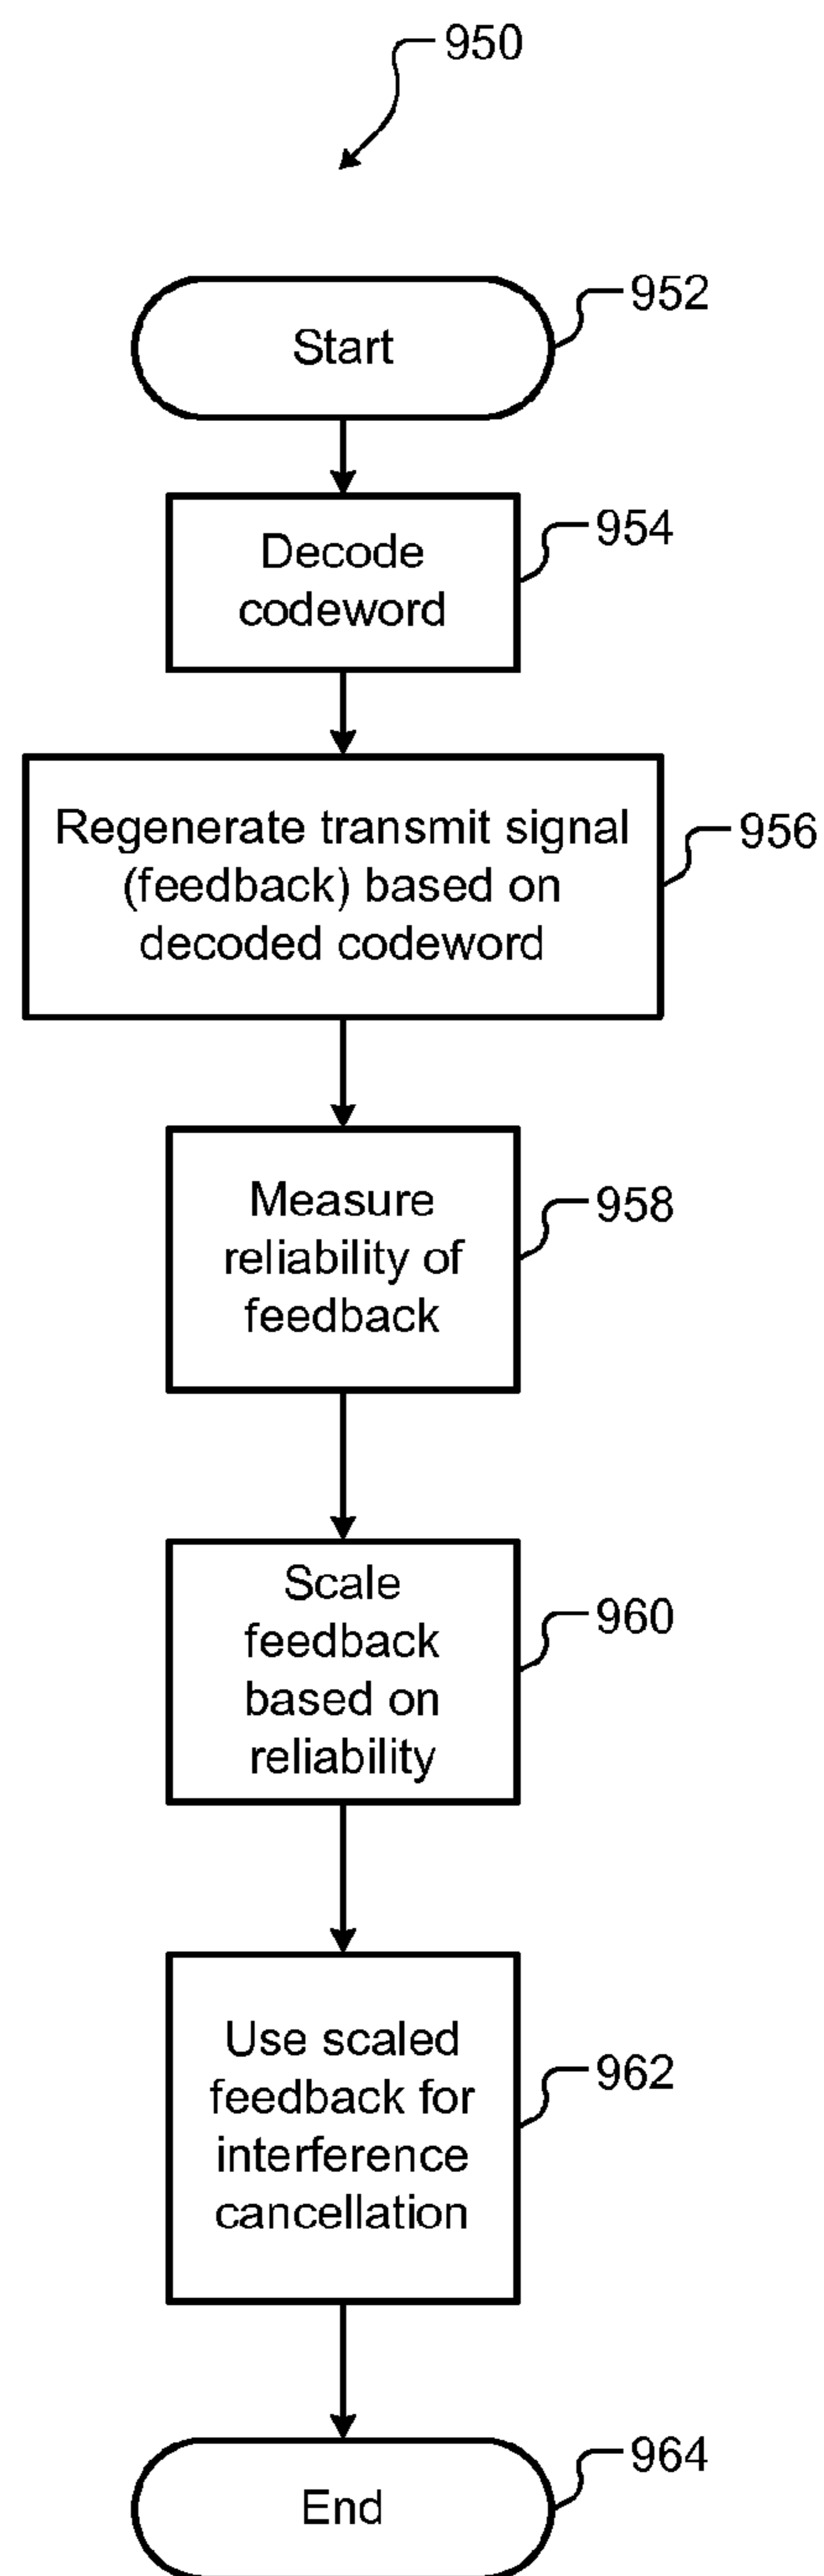 950
Start
952
Decode
codeword
954
Regenerate transmit signal
(feedback) based on
decoded codeword
956
Measure
reliability of
feedback
958
Scale
feedback
based on
reliability
960
Use scaled
feedback for
interference
cancellation
962
End
964